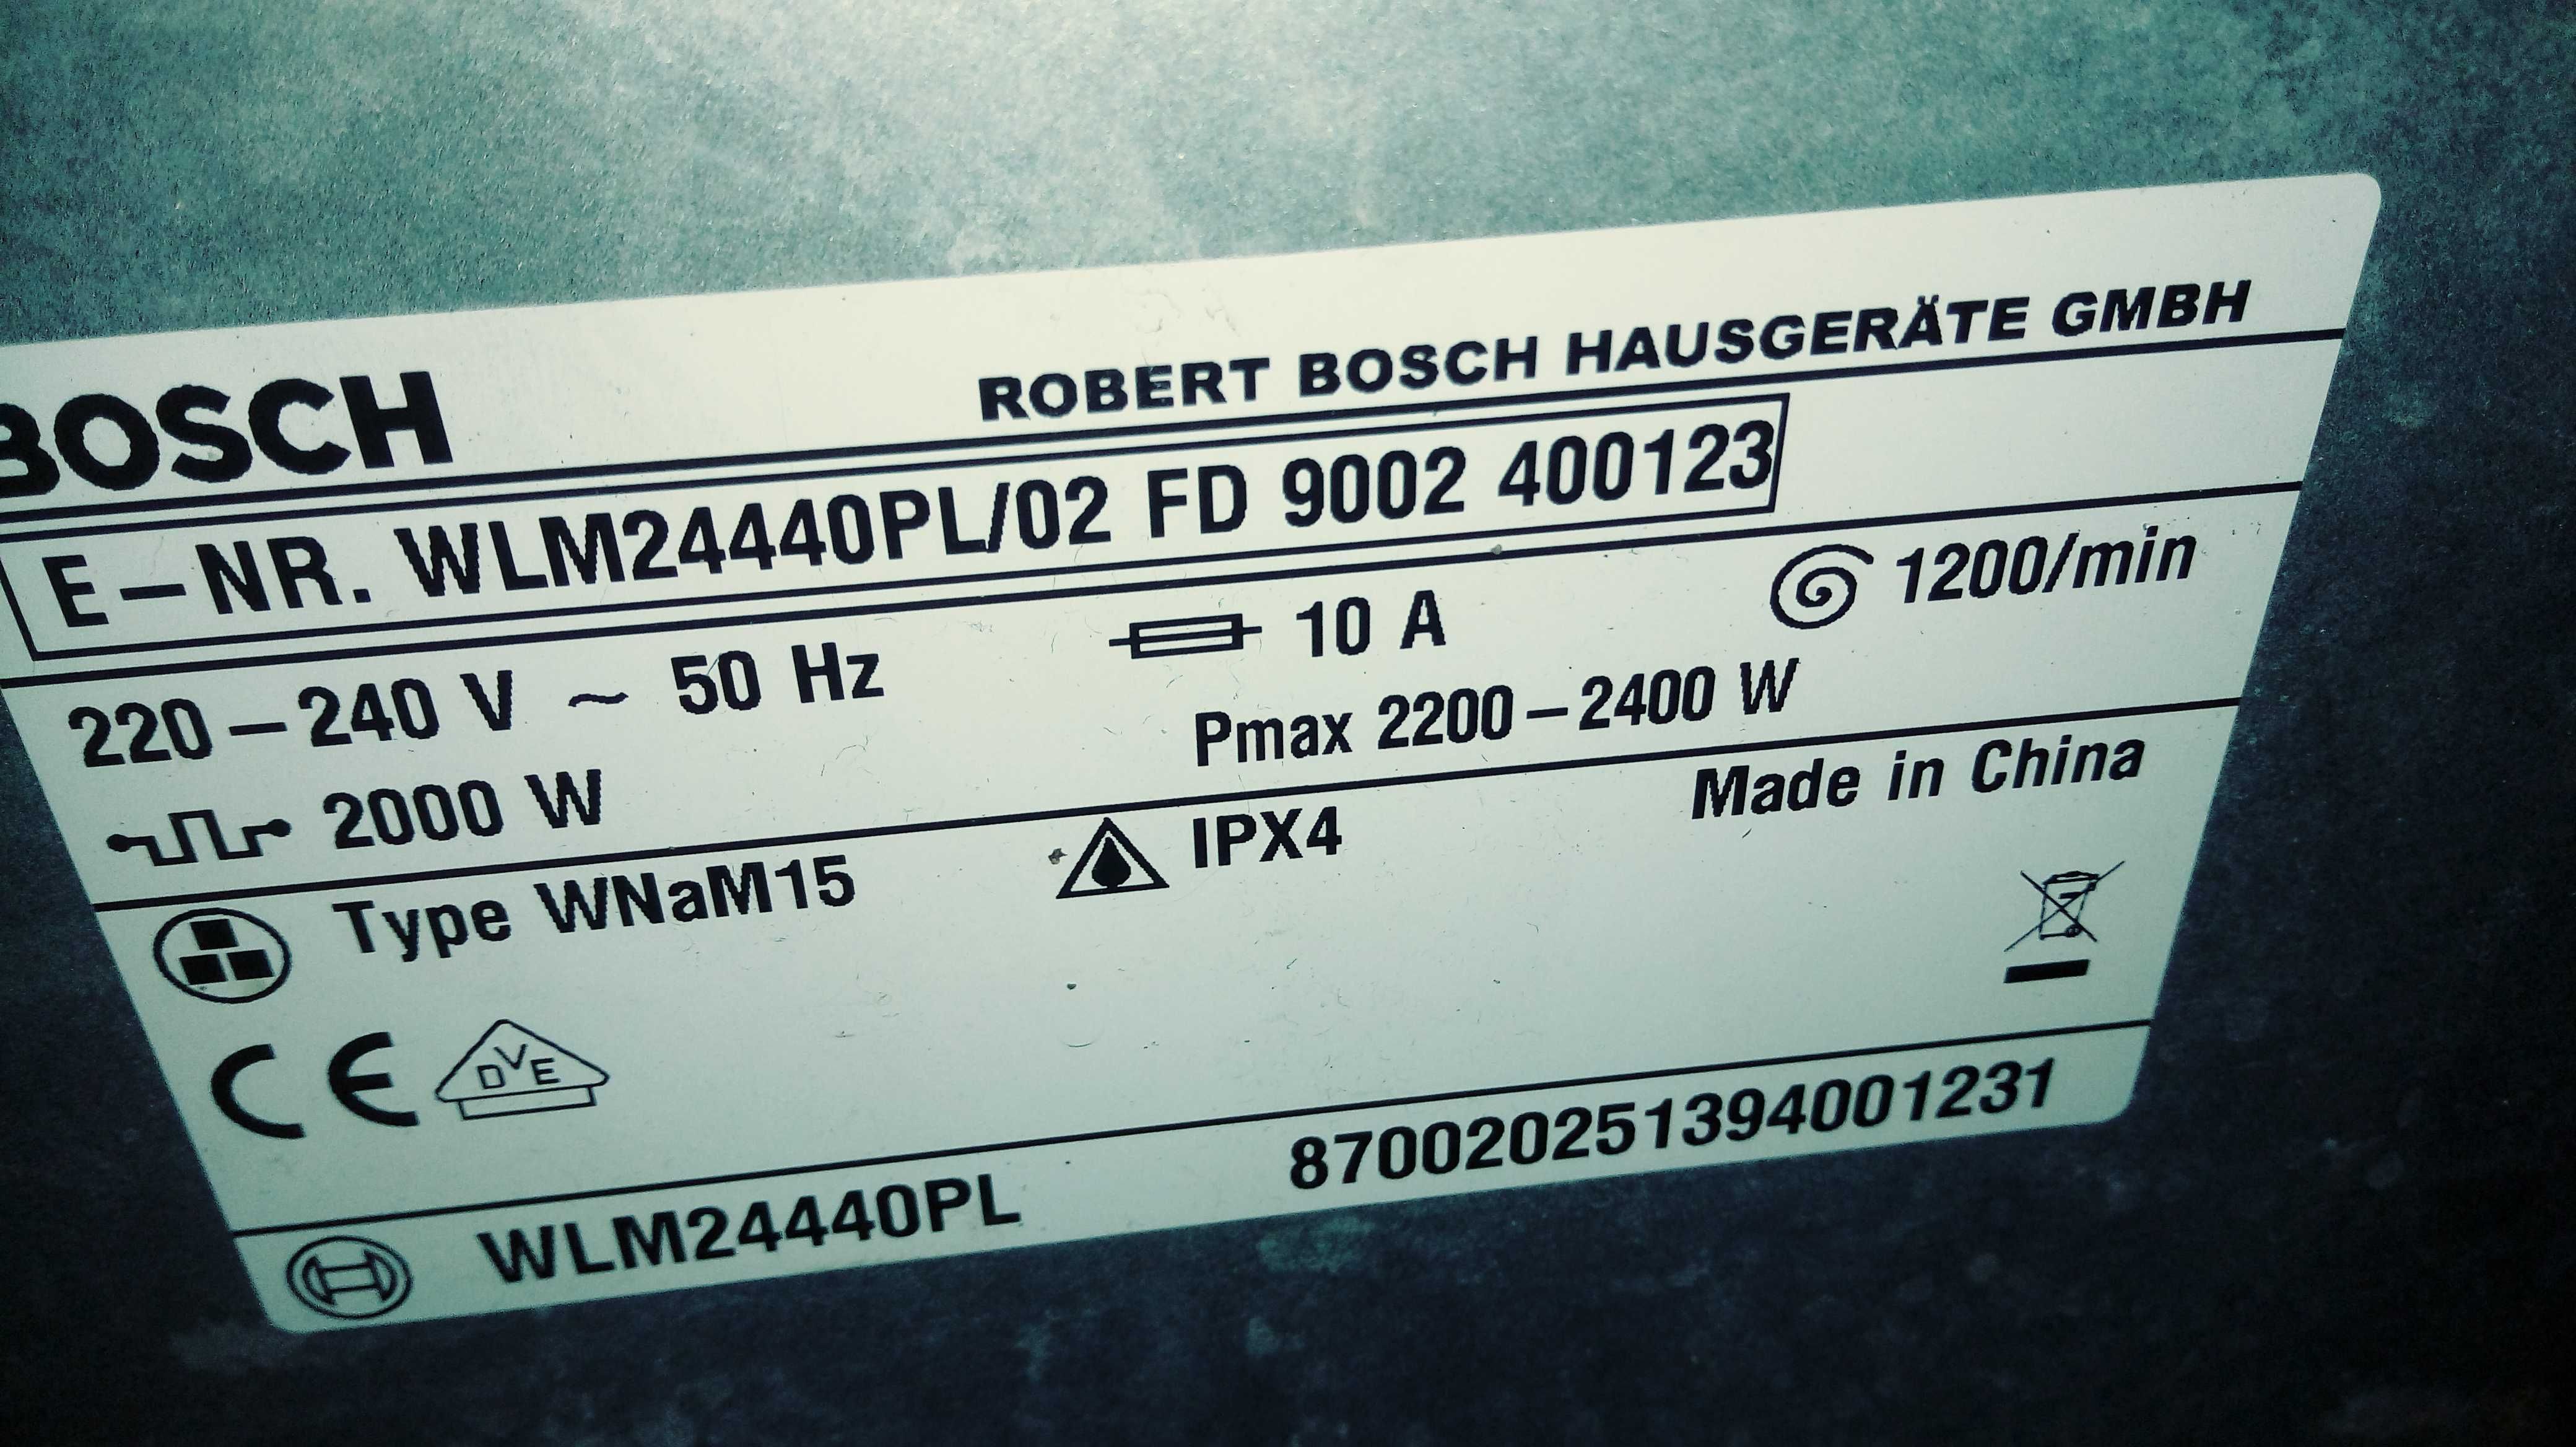 BOSCH
ROBERT BOSCH HAUSGERÄTE GMBH
E-NR. WLM24440PL/02 FD 9002 400123
220-240 V ~ 50 Hz 10 A 1200/min
2000 W Pmax 2200-2400 W
Type WNaM15 IPX4 Made in China
CE DVE
WLM24440PL 870020251394001231